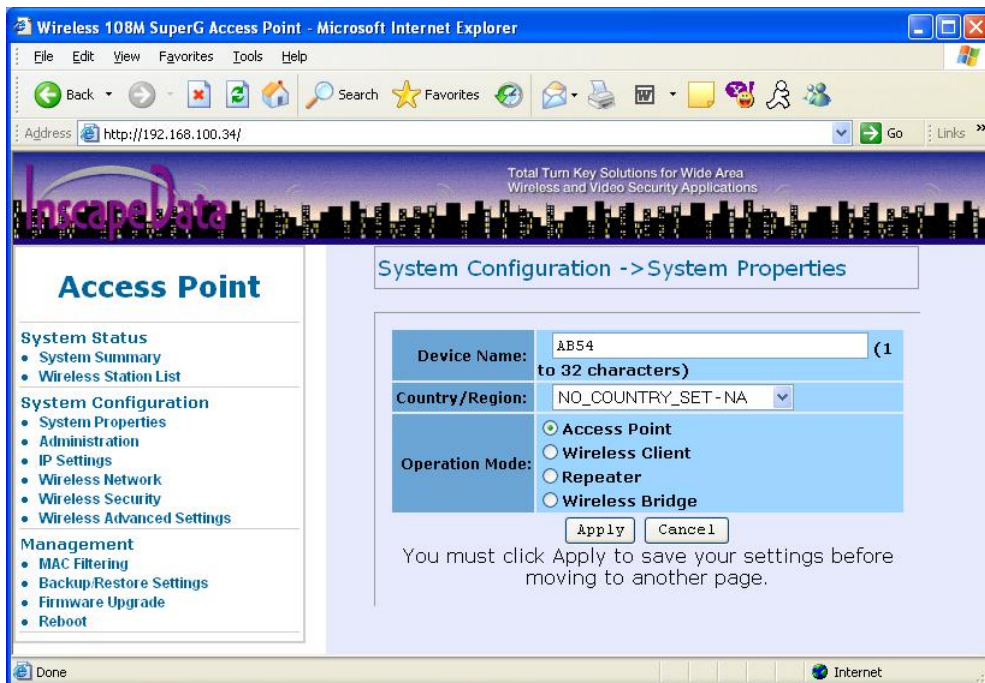 Wireless 108M SuperG Access Point - Microsoft Internet Explorer
File Edit View Favorites Tools Help
Back Search Favorites
Address http://192.168.100.34/ Go Links »
InscapeData
Total Turn Key Solutions for Wide Area
Wireless and Video Security Applications
Access Point
System Status
• System Summary
• Wireless Station List
System Configuration
• System Properties
• Administration
• IP Settings
• Wireless Network
• Wireless Security
• Wireless Advanced Settings
Management
• MAC Filtering
• Backup/Restore Settings
• Firmware Upgrade
• Reboot
System Configuration ->System Properties
Device Name: AB54 (1
to 32 characters)
Country/Region: NO_COUNTRY_SET-NA
Operation Mode:
Access Point
Wireless Client
Repeater
Wireless Bridge
Apply Cancel
You must click Apply to save your settings before
moving to another page.
Done Internet